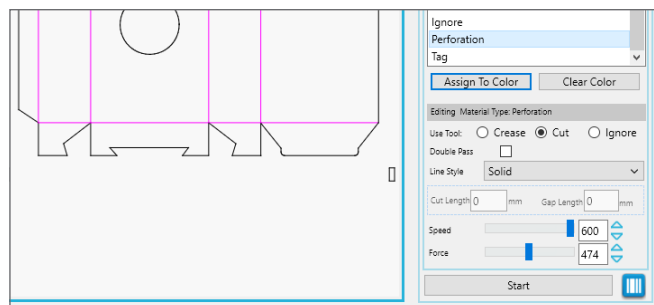 Ignore
Perforation
Tag
Assign To Color Clear Color
Editing Material Type: Perforation
Use Tool: Crease Cut Ignore
Double Pass
Line Style Solid
Cut Length 0 mm Gap Length 0 mm
Speed 600
Force 474
Start